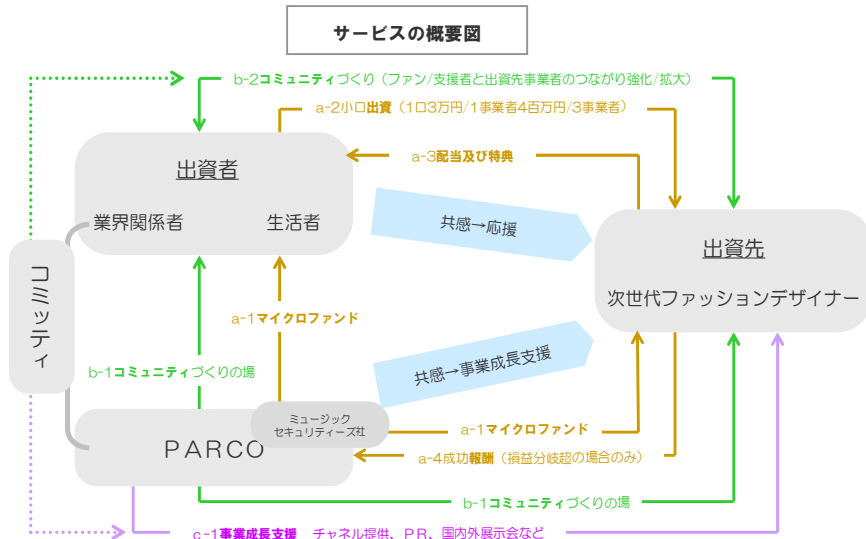 サービスの概要図
b-2コミュニティづくり（ファン/支援者と出資先事業者のつながり強化/拡大）
a-2小口出資（1口3万円/1事業者4百万円/3事業者）
a-3配当及び特典
出資者
業界関係者
生活者
共感→応援
出資先
次世代ファッションデザイナー
コミッティ
a-1マイクロファンド
b-1コミュニティづくりの場
共感→事業成長支援
ミュージック
セキュリティーズ社
PARCO
a-1マイクロファンド
a-4成功報酬（損益分岐超の場合のみ）
b-1コミュニティづくりの場
c-1事業成長支援　チャネル提供、PR、国内外展示会など